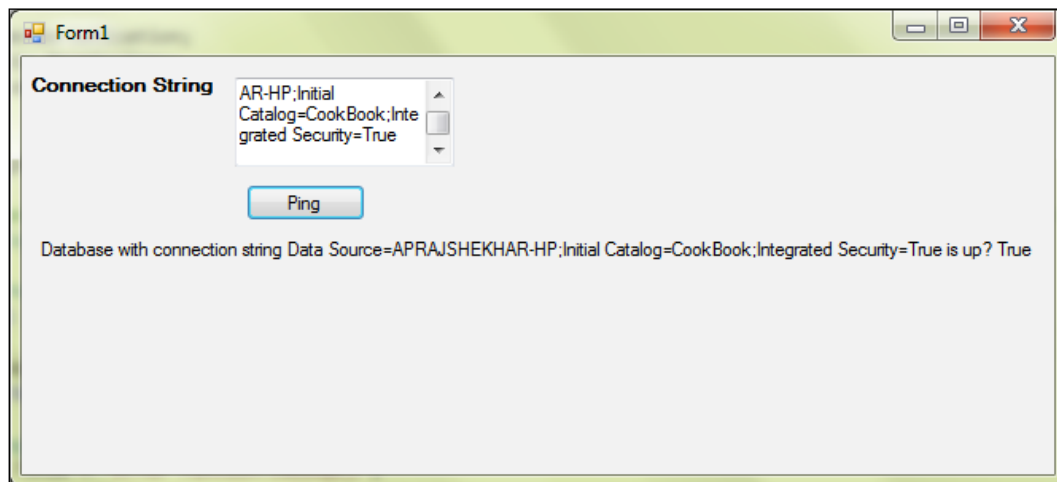 Form1
Connection String
AR-HP;Initial
Catalog=CookBook;Inte
grated Security=True
Ping
Database with connection string Data Source=APRAJSHEKHAR-HP;Initial Catalog=CookBook;Integrated Security=True is up? True